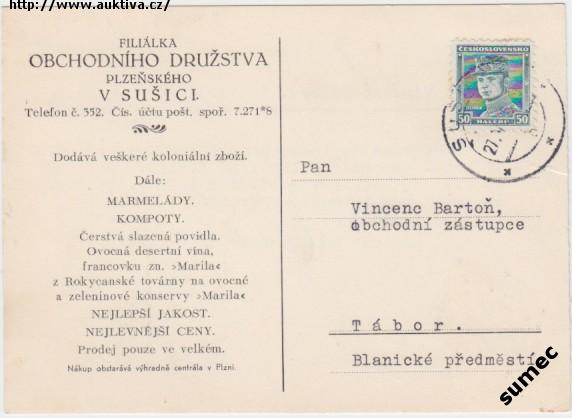 http://www.auktiva.cz/
FILIÁLKA
OBCHODNÍHO DRUŽSTVA
PLZEŇSKÉHO
V SUŠICI.
Telefon č. 352. Čís. účtu pošt. spoř. 7.271*8
Dodává veškeré koloniální zboží.
Dále:
MARMELÁDY.
KOMPOTY.
Čerstvá slazená povidla.
Ovocná desertní vína,
francovku zn. »Marila«
z Rokycanské továrny na ovocné
a zeleninové konservy »Marila«
NEJLEPŠÍ JAKOST.
NEJLEVNĚJŠÍ CENY.
Prodej pouze ve velkém.
Nákup obstarává výhradně centrála v Plzni.
ČESKOSLOVENSKO
50 HALÉŘŮ 50
SUŠ
27.
Pan
Vincenc Bartoň,
obchodní zástupce
Tábor.
Blanické předměstí
sumec